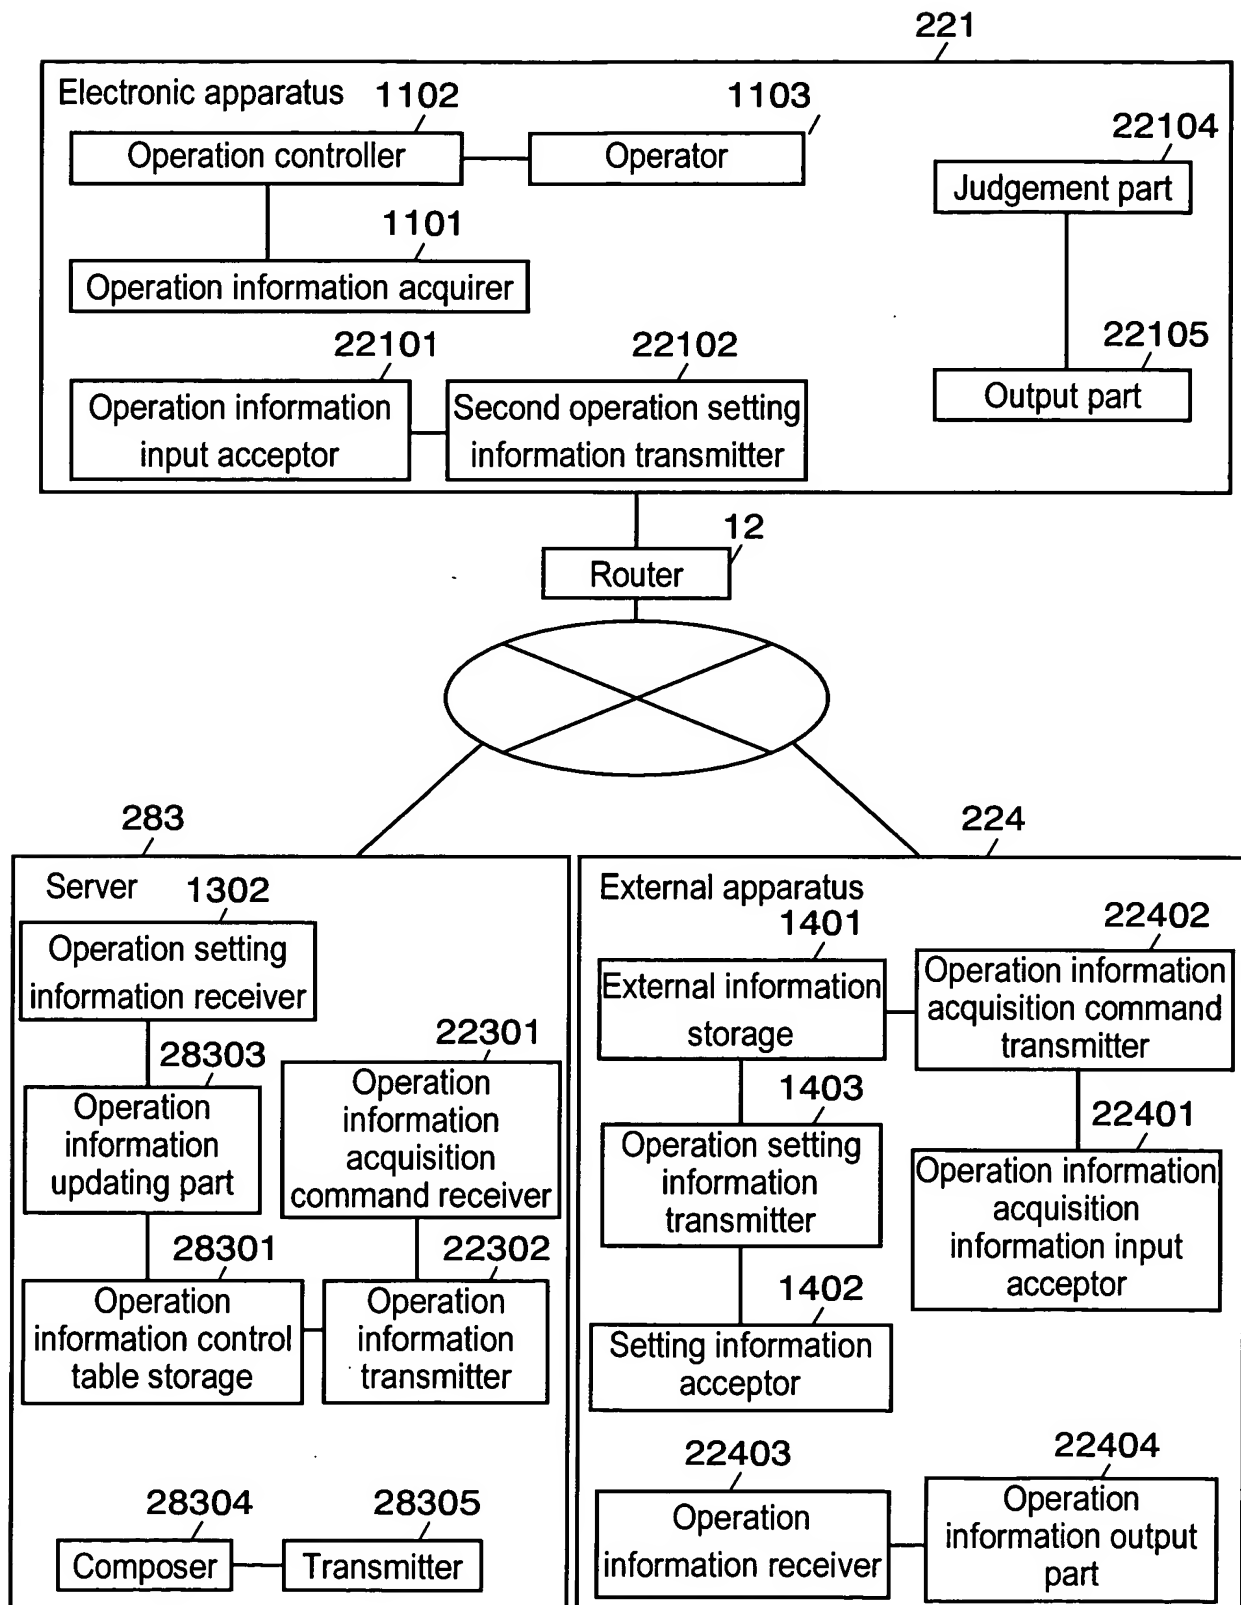 221
Electronic apparatus
1102
1103
Operation controller
Operator
22104
Judgement part
1101
Operation information acquirer
22101
22102
22105
Operation information
input acceptor
Second operation setting
information transmitter
Output part
12
Router
283
224
Server
1302
Operation setting
information receiver
28303
Operation
information
updating part
22301
Operation
information
acquisition
command receiver
28301
Operation
information control
table storage
22302
Operation
information
transmitter
28304
Composer
28305
Transmitter
External apparatus
1401
External information
storage
22402
Operation information
acquisition command
transmitter
1403
Operation setting
information
transmitter
22401
Operation information
acquisition
information input
acceptor
1402
Setting information
acceptor
22403
Operation
information receiver
22404
Operation
information output
part